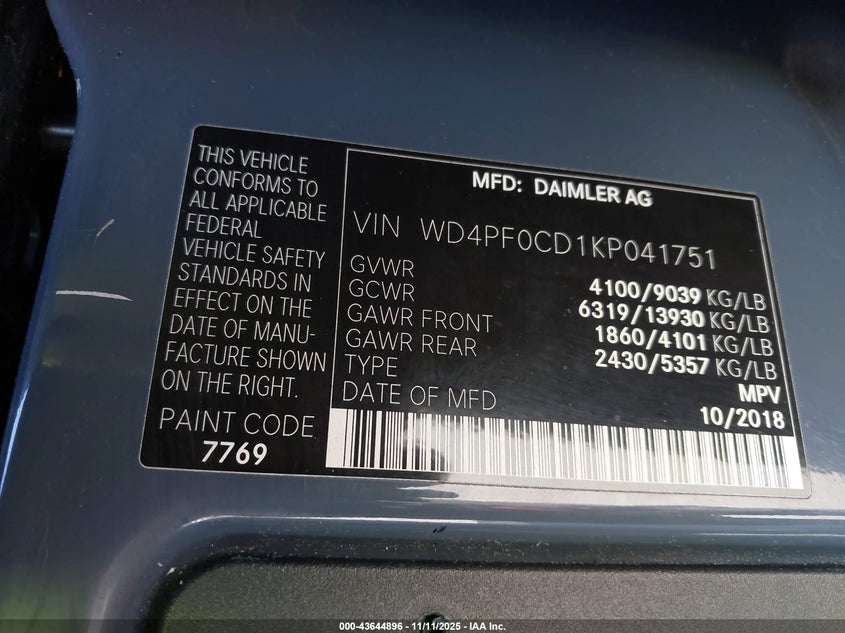 THIS VEHICLE
CONFORMS TO
ALL APPLICABLE
FEDERAL
VEHICLE SAFETY
STANDARDS IN
EFFECT ON THE
DATE OF MANU-
FACTURE SHOWN
ON THE RIGHT.
PAINT CODE
7769
MFD: DAIMLER AG
VIN WD4PF0CD1KP041751
GVWR 4100/9039 KG/LB
GCWR 6319/13930 KG/LB
GAWR FRONT 1860/4101 KG/LB
GAWR REAR 2430/5357 KG/LB
TYPE MPV
DATE OF MFD 10/2018
000-43644896 - 11/11/2025 - IAA Inc.